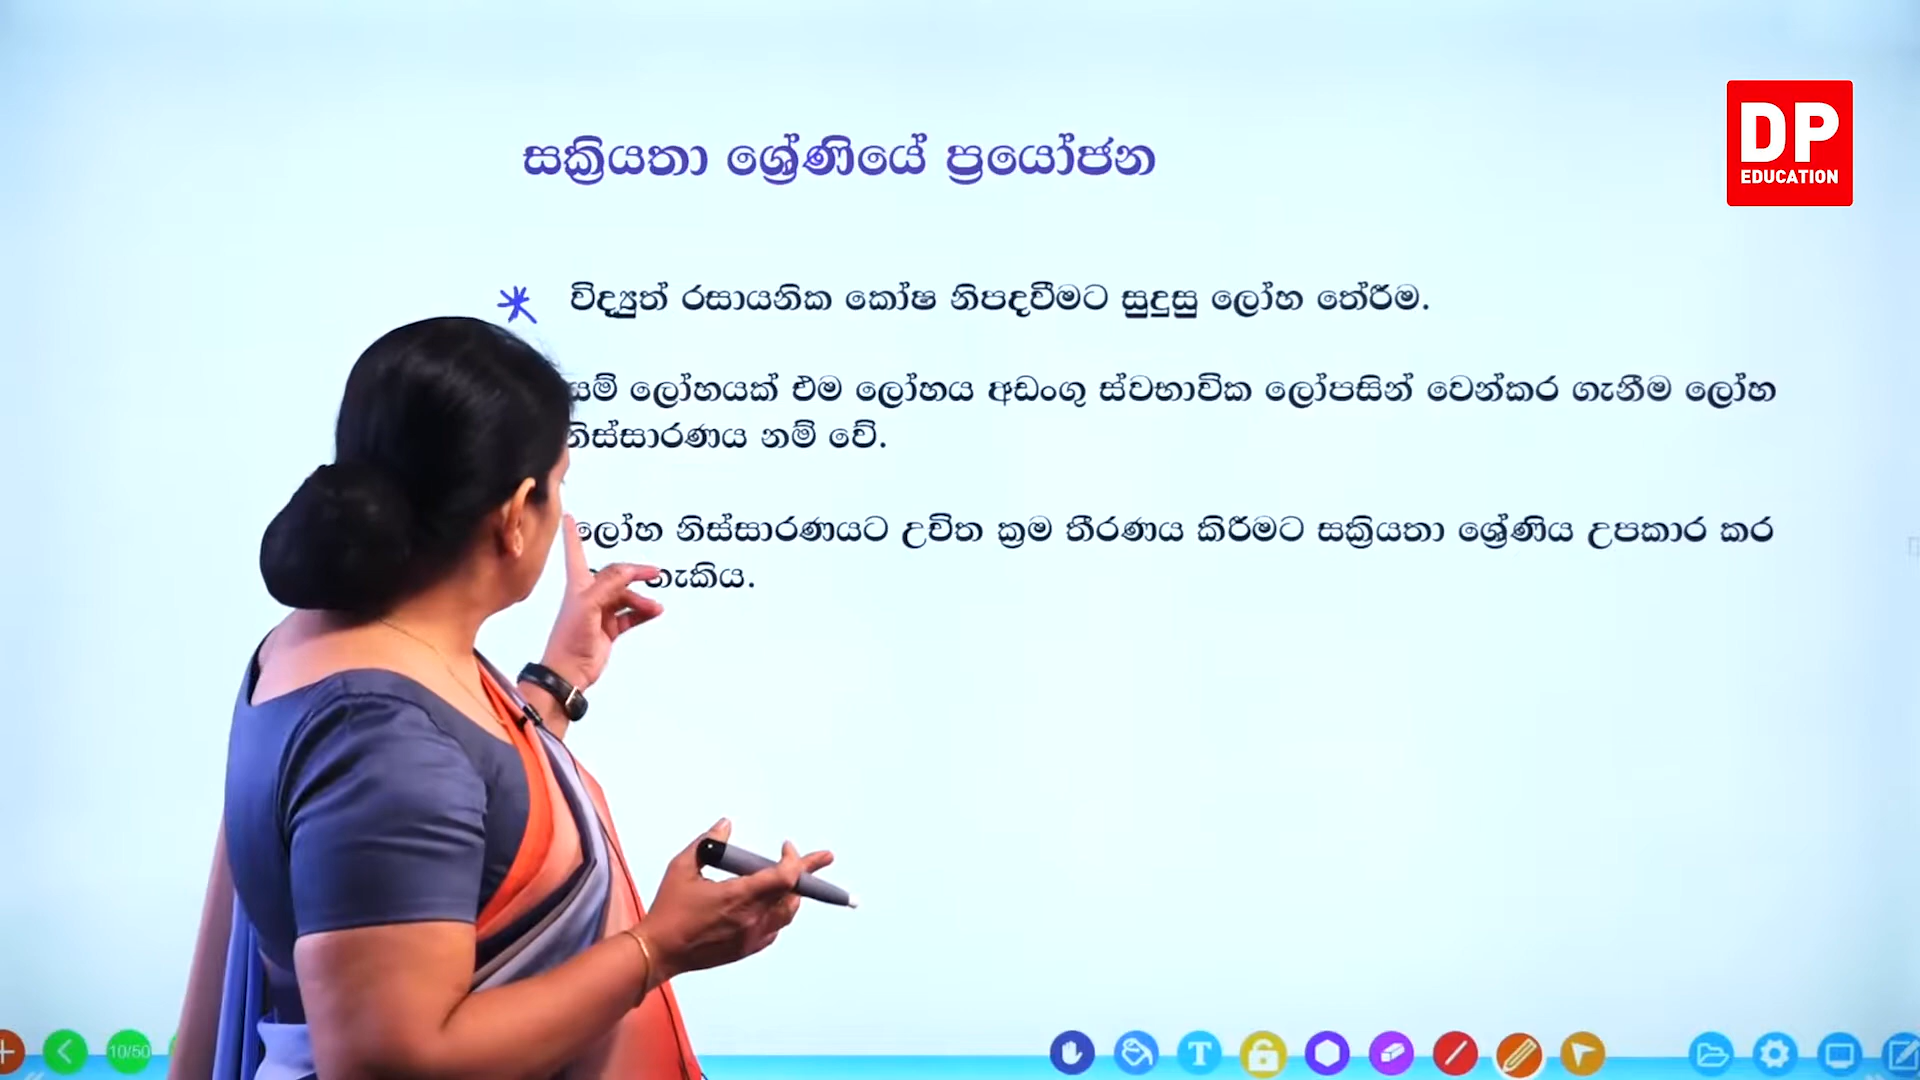 සක්‍රියතා ශ්‍රේණියේ ප්‍රයෝජන
DP
EDUCATION
විද්‍යුත් රසායනික කෝෂ නිපදවීමට සුදුසු ලෝහ තේරීම.
යම් ලෝහයක් එම ලෝහය අඩංගු ස්වභාවික ලෝපසින් වෙන්කර ගැනීම ලෝහ
නිස්සාරණය නම් වේ.
ලෝහ නිස්සාරණයට උචිත ක්‍රම තීරණය කිරීමට සක්‍රියතා ශ්‍රේණිය උපකාර කර
හැකිය.
10/50